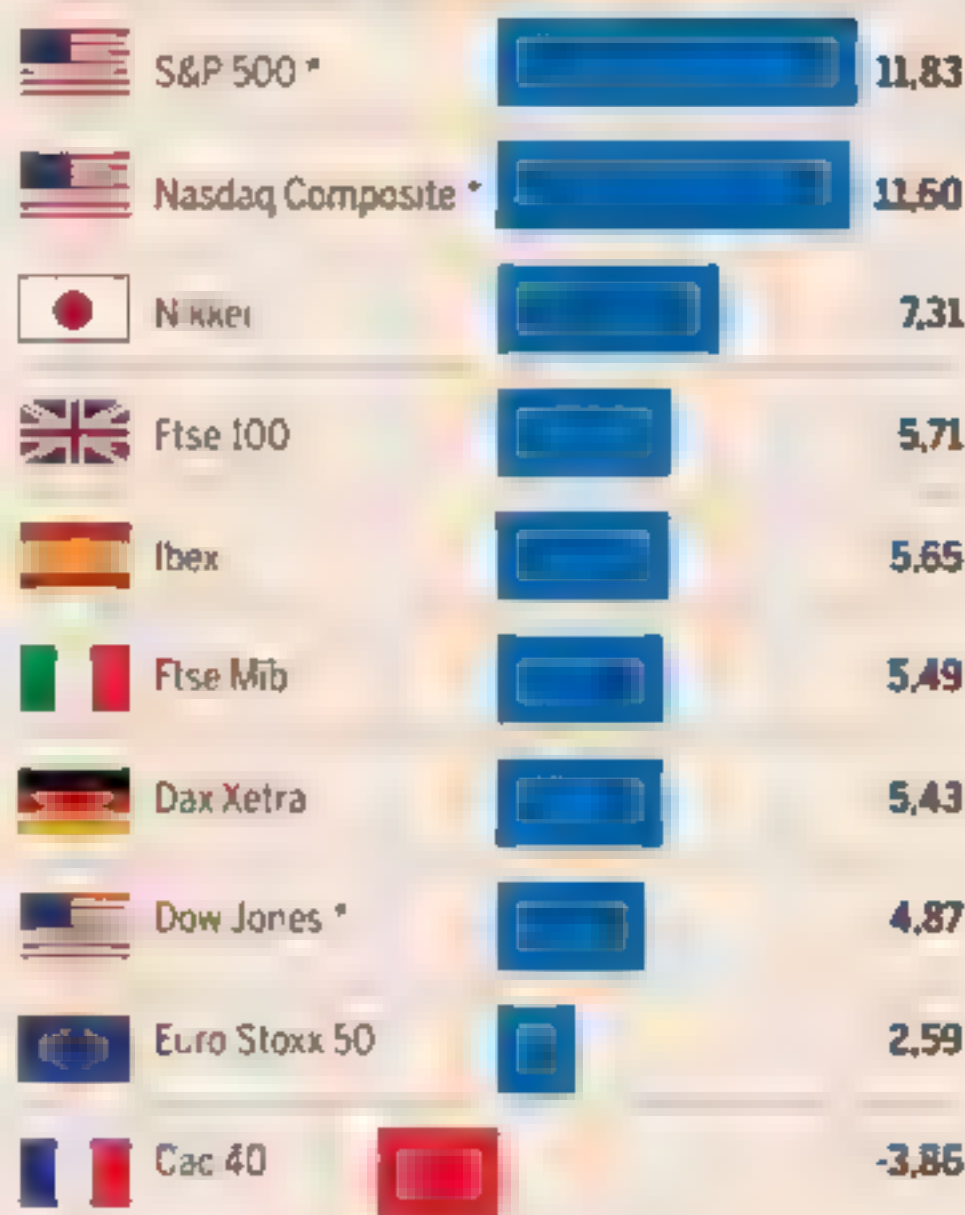 S&P 500 * 11,83
Nasdaq Composite * 11,60
Nikkei 7,31
Ftse 100 5,71
Ibex 5,65
Ftse Mib 5,49
Dax Xetra 5,43
Dow Jones * 4,87
Euro Stoxx 50 2,59
Cac 40 -3,86